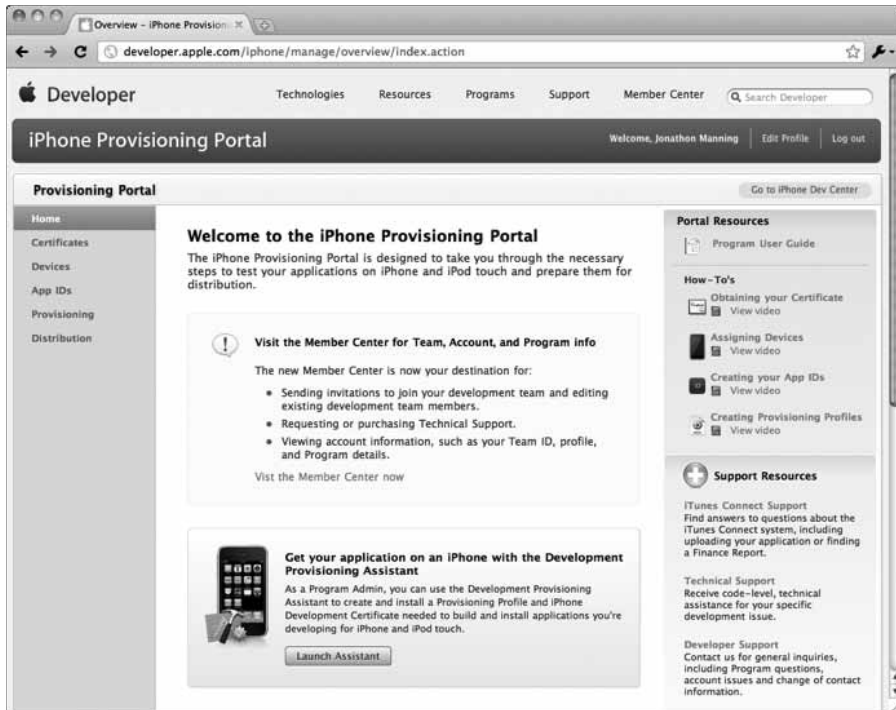 Overview - iPhone Provision
developer.apple.com/iphone/manage/overview/index.action
Developer
Technologies
Resources
Programs
Support
Member Center
Search Developer
iPhone Provisioning Portal
Welcome, Jonathon Manning
Edit Profile
Log out
Provisioning Portal
Go to iPhone Dev Center
Home
Certificates
Devices
App IDs
Provisioning
Distribution
Welcome to the iPhone Provisioning Portal
The iPhone Provisioning Portal is designed to take you through the necessary
steps to test your applications on iPhone and iPod touch and prepare them for
distribution.
Visit the Member Center for Team, Account, and Program info
The new Member Center is now your destination for:
• Sending invitations to join your development team and editing
existing development team members.
• Requesting or purchasing Technical Support.
• Viewing account information, such as your Team ID, profile,
and Program details.
Vist the Member Center now
Get your application on an iPhone with the Development
Provisioning Assistant
As a Program Admin, you can use the Development Provisioning
Assistant to create and install a Provisioning Profile and iPhone
Development Certificate needed to build and install applications you're
developing for iPhone and iPod touch.
Launch Assistant
Portal Resources
Program User Guide
How-To's
Obtaining your Certificate
View video
Assigning Devices
View video
Creating your App IDs
View video
Creating Provisioning Profiles
View video
Support Resources
iTunes Connect Support
Find answers to questions about the
iTunes Connect system, including
uploading your application or finding
a Finance Report.
Technical Support
Receive code-level, technical
assistance for your specific
development issue.
Developer Support
Contact us for general inquiries,
including Program questions,
account issues and change of contact
information.